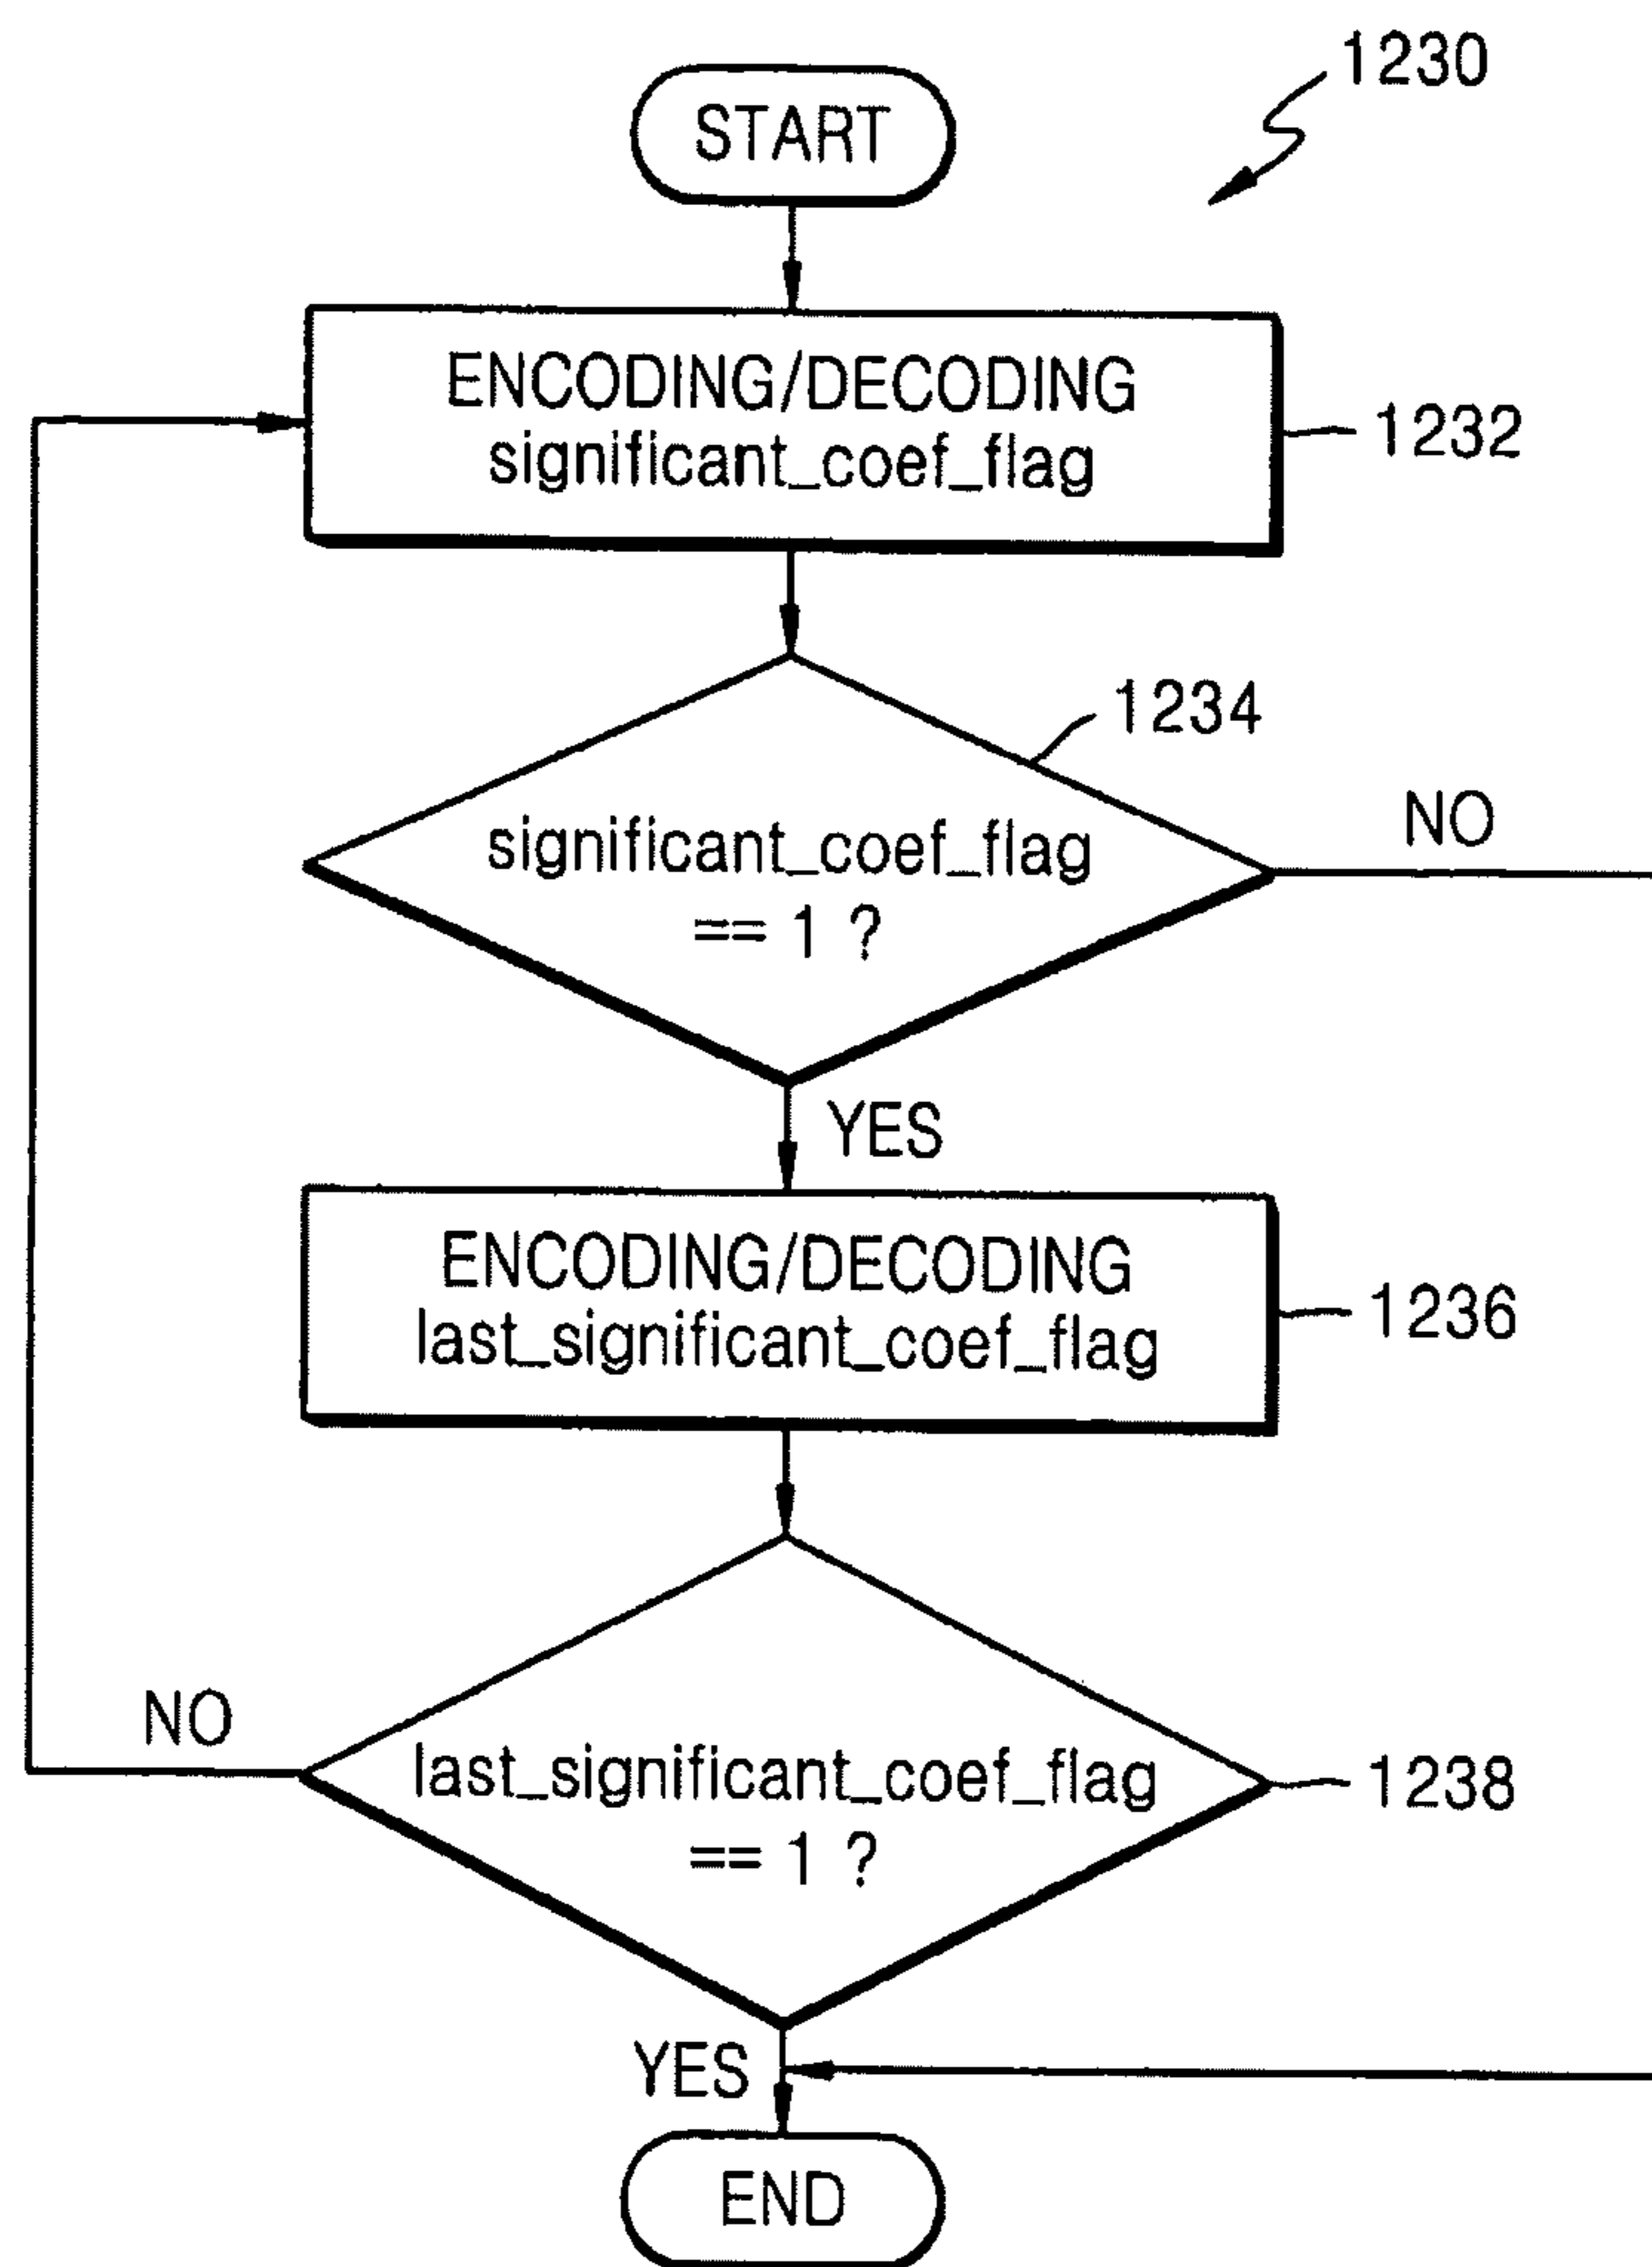 1230
START
ENCODING/DECODING
significant_coef_flag
1232
1234
significant_coef_flag
== 1 ?
NO
YES
ENCODING/DECODING
last_significant_coef_flag
1236
NO
last_significant_coef_flag
== 1 ?
1238
YES
END